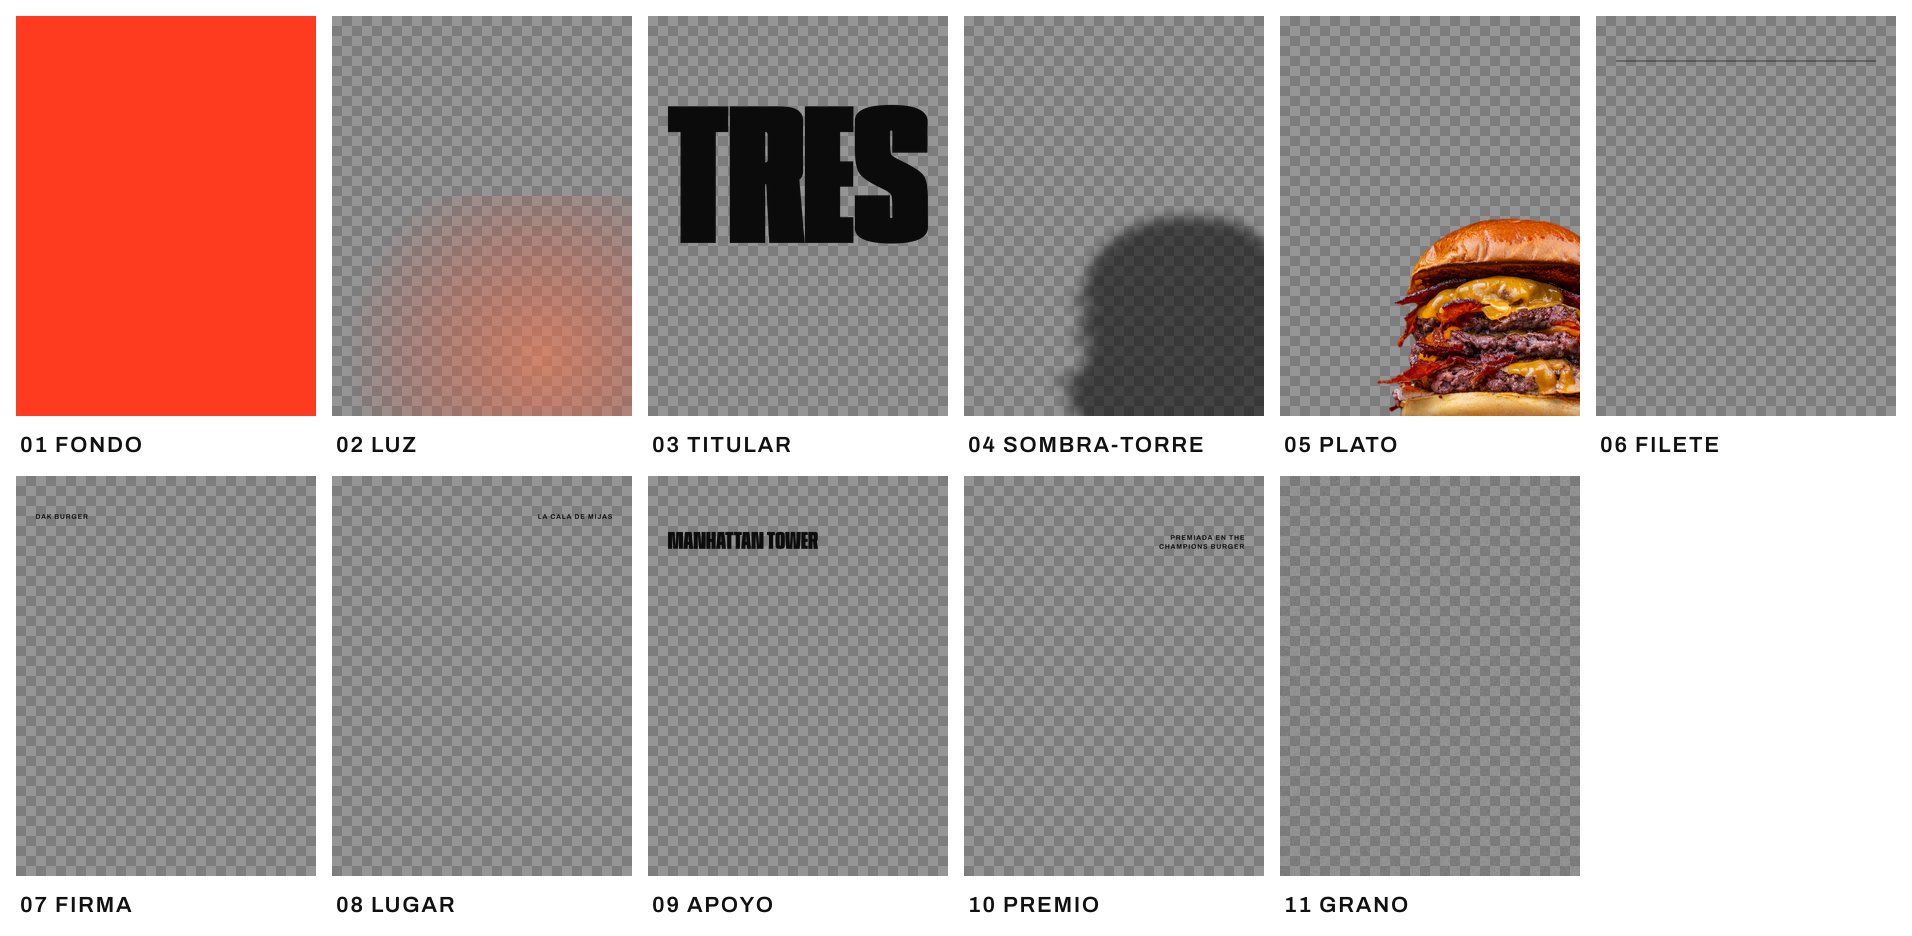 TRES
01 FONDO
02 LUZ
03 TITULAR
04 SOMBRA-TORRE
05 PLATO
06 FILETE
DAK BURGER
LA CALA DE MIJAS
MANHATTAN TOWER
PREMIADA EN THE
CHAMPIONS BURGER
07 FIRMA
08 LUGAR
09 APOYO
10 PREMIO
11 GRANO